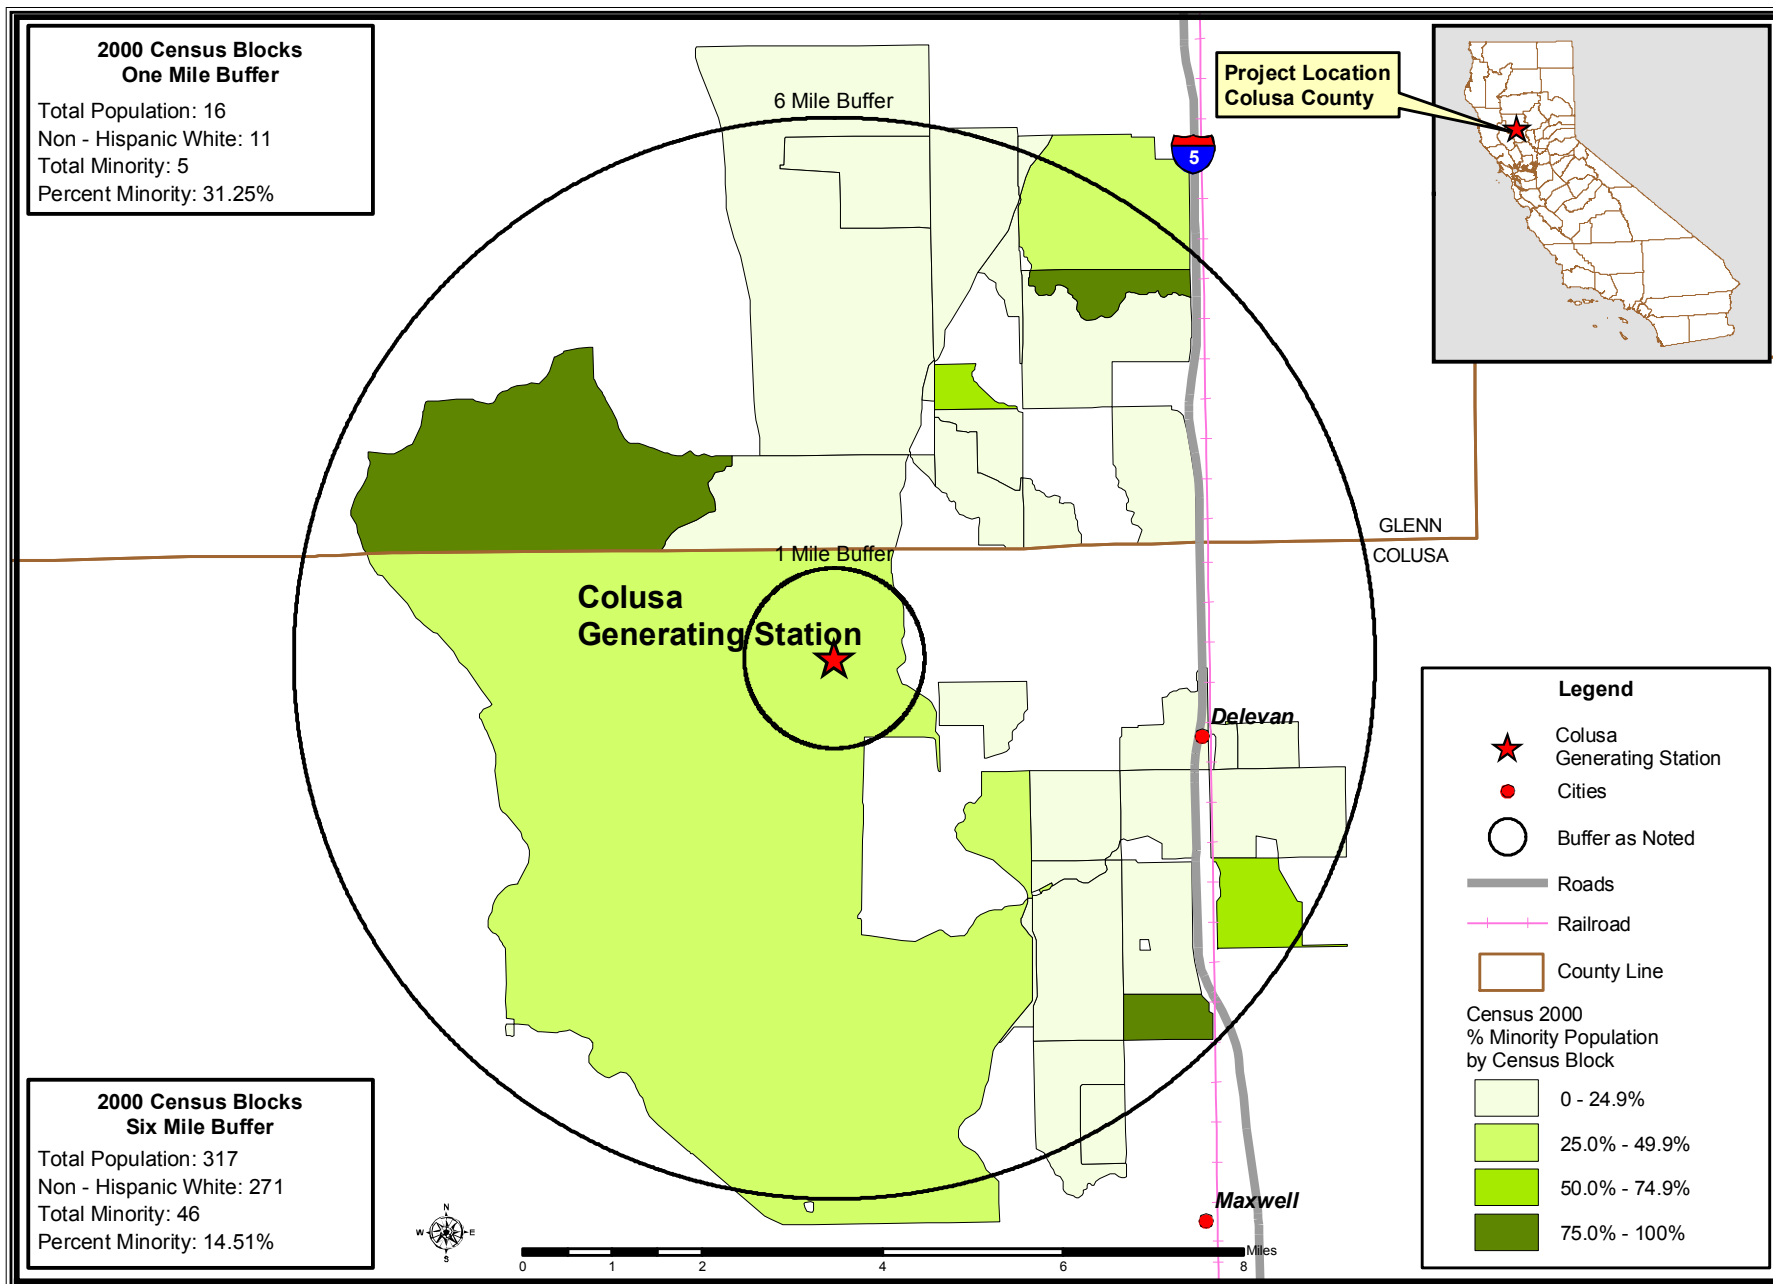 2000 Census Blocks
One Mile Buffer
Total Population: 16
Non - Hispanic White: 11
Total Minority: 5
Percent Minority: 31.25%
6 Mile Buffer
5
Project Location
Colusa County
GLENN
COLUSA
1 Mile Buffer
Colusa
Generating Station
Delevan
Maxwell
Legend
Colusa
Generating Station
Cities
Buffer as Noted
Roads
Railroad
County Line
Census 2000
% Minority Population
by Census Block
0 - 24.9%
25.0% - 49.9%
50.0% - 74.9%
75.0% - 100%
2000 Census Blocks
Six Mile Buffer
Total Population: 317
Non - Hispanic White: 271
Total Minority: 46
Percent Minority: 14.51%
N
W E
S
Miles
0 1 2 4 6 8